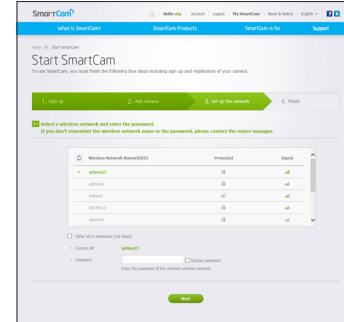 SmartCam
Hello
Account
Logout
My SmartCam
News & Notice
English
What is SmartCam?
SmartCam Products
SmartCam is for
Support
Home
Start SmartCam
Start SmartCam
To use SmartCam, you must finish the following four steps including sign up and registration of your camera.
1. Sign up
2. Add camera
3. Set up the network
4. Finish
Select a wireless network and enter the password.
If you don't remember the wireless network name or the password, please contact the router manager.
Wireless Network Name(SSID)
Protected
Signal
Other Wi-Fi Networks (not listed)
Current AP
Password
Display password
Enter the password of the selected wireless network.
Next